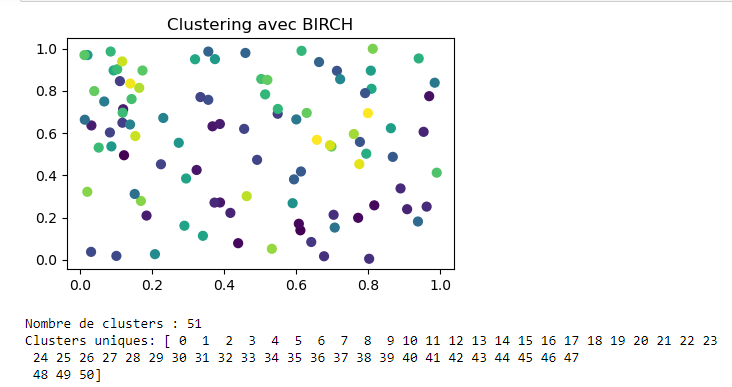 Clustering avec BIRCH
1.0
0.8
0.6
0.4
0.2
0.0
0.0 0.2 0.4 0.6 0.8 1.0
Nombre de clusters : 51
Clusters uniques: [ 0 1 2 3 4 5 6 7 8 9 10 11 12 13 14 15 16 17 18 19 20 21 22 23
24 25 26 27 28 29 30 31 32 33 34 35 36 37 38 39 40 41 42 43 44 45 46 47
48 49 50]